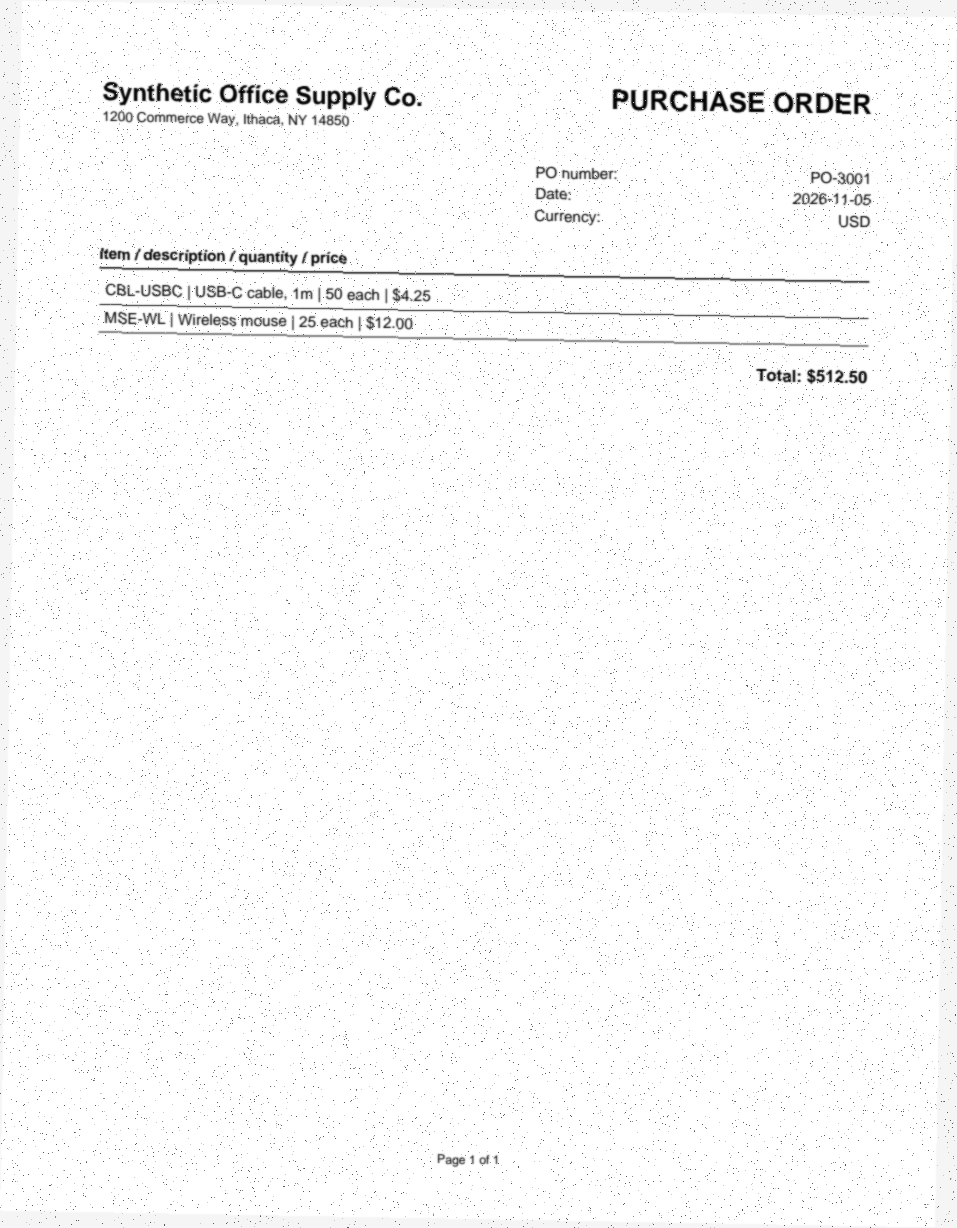 Synthetic Office Supply Co.
1200 Commerce Way, Ithaca, NY 14850
PURCHASE ORDER
PO number: PO-3001
Date: 2026-11-05
Currency: USD
Item / description / quantity / price
CBL-USBC | USB-C cable, 1m | 50 each | $4.25
MSE-WL | Wireless mouse | 25 each | $12.00
Total: $512.50
Page 1 of 1